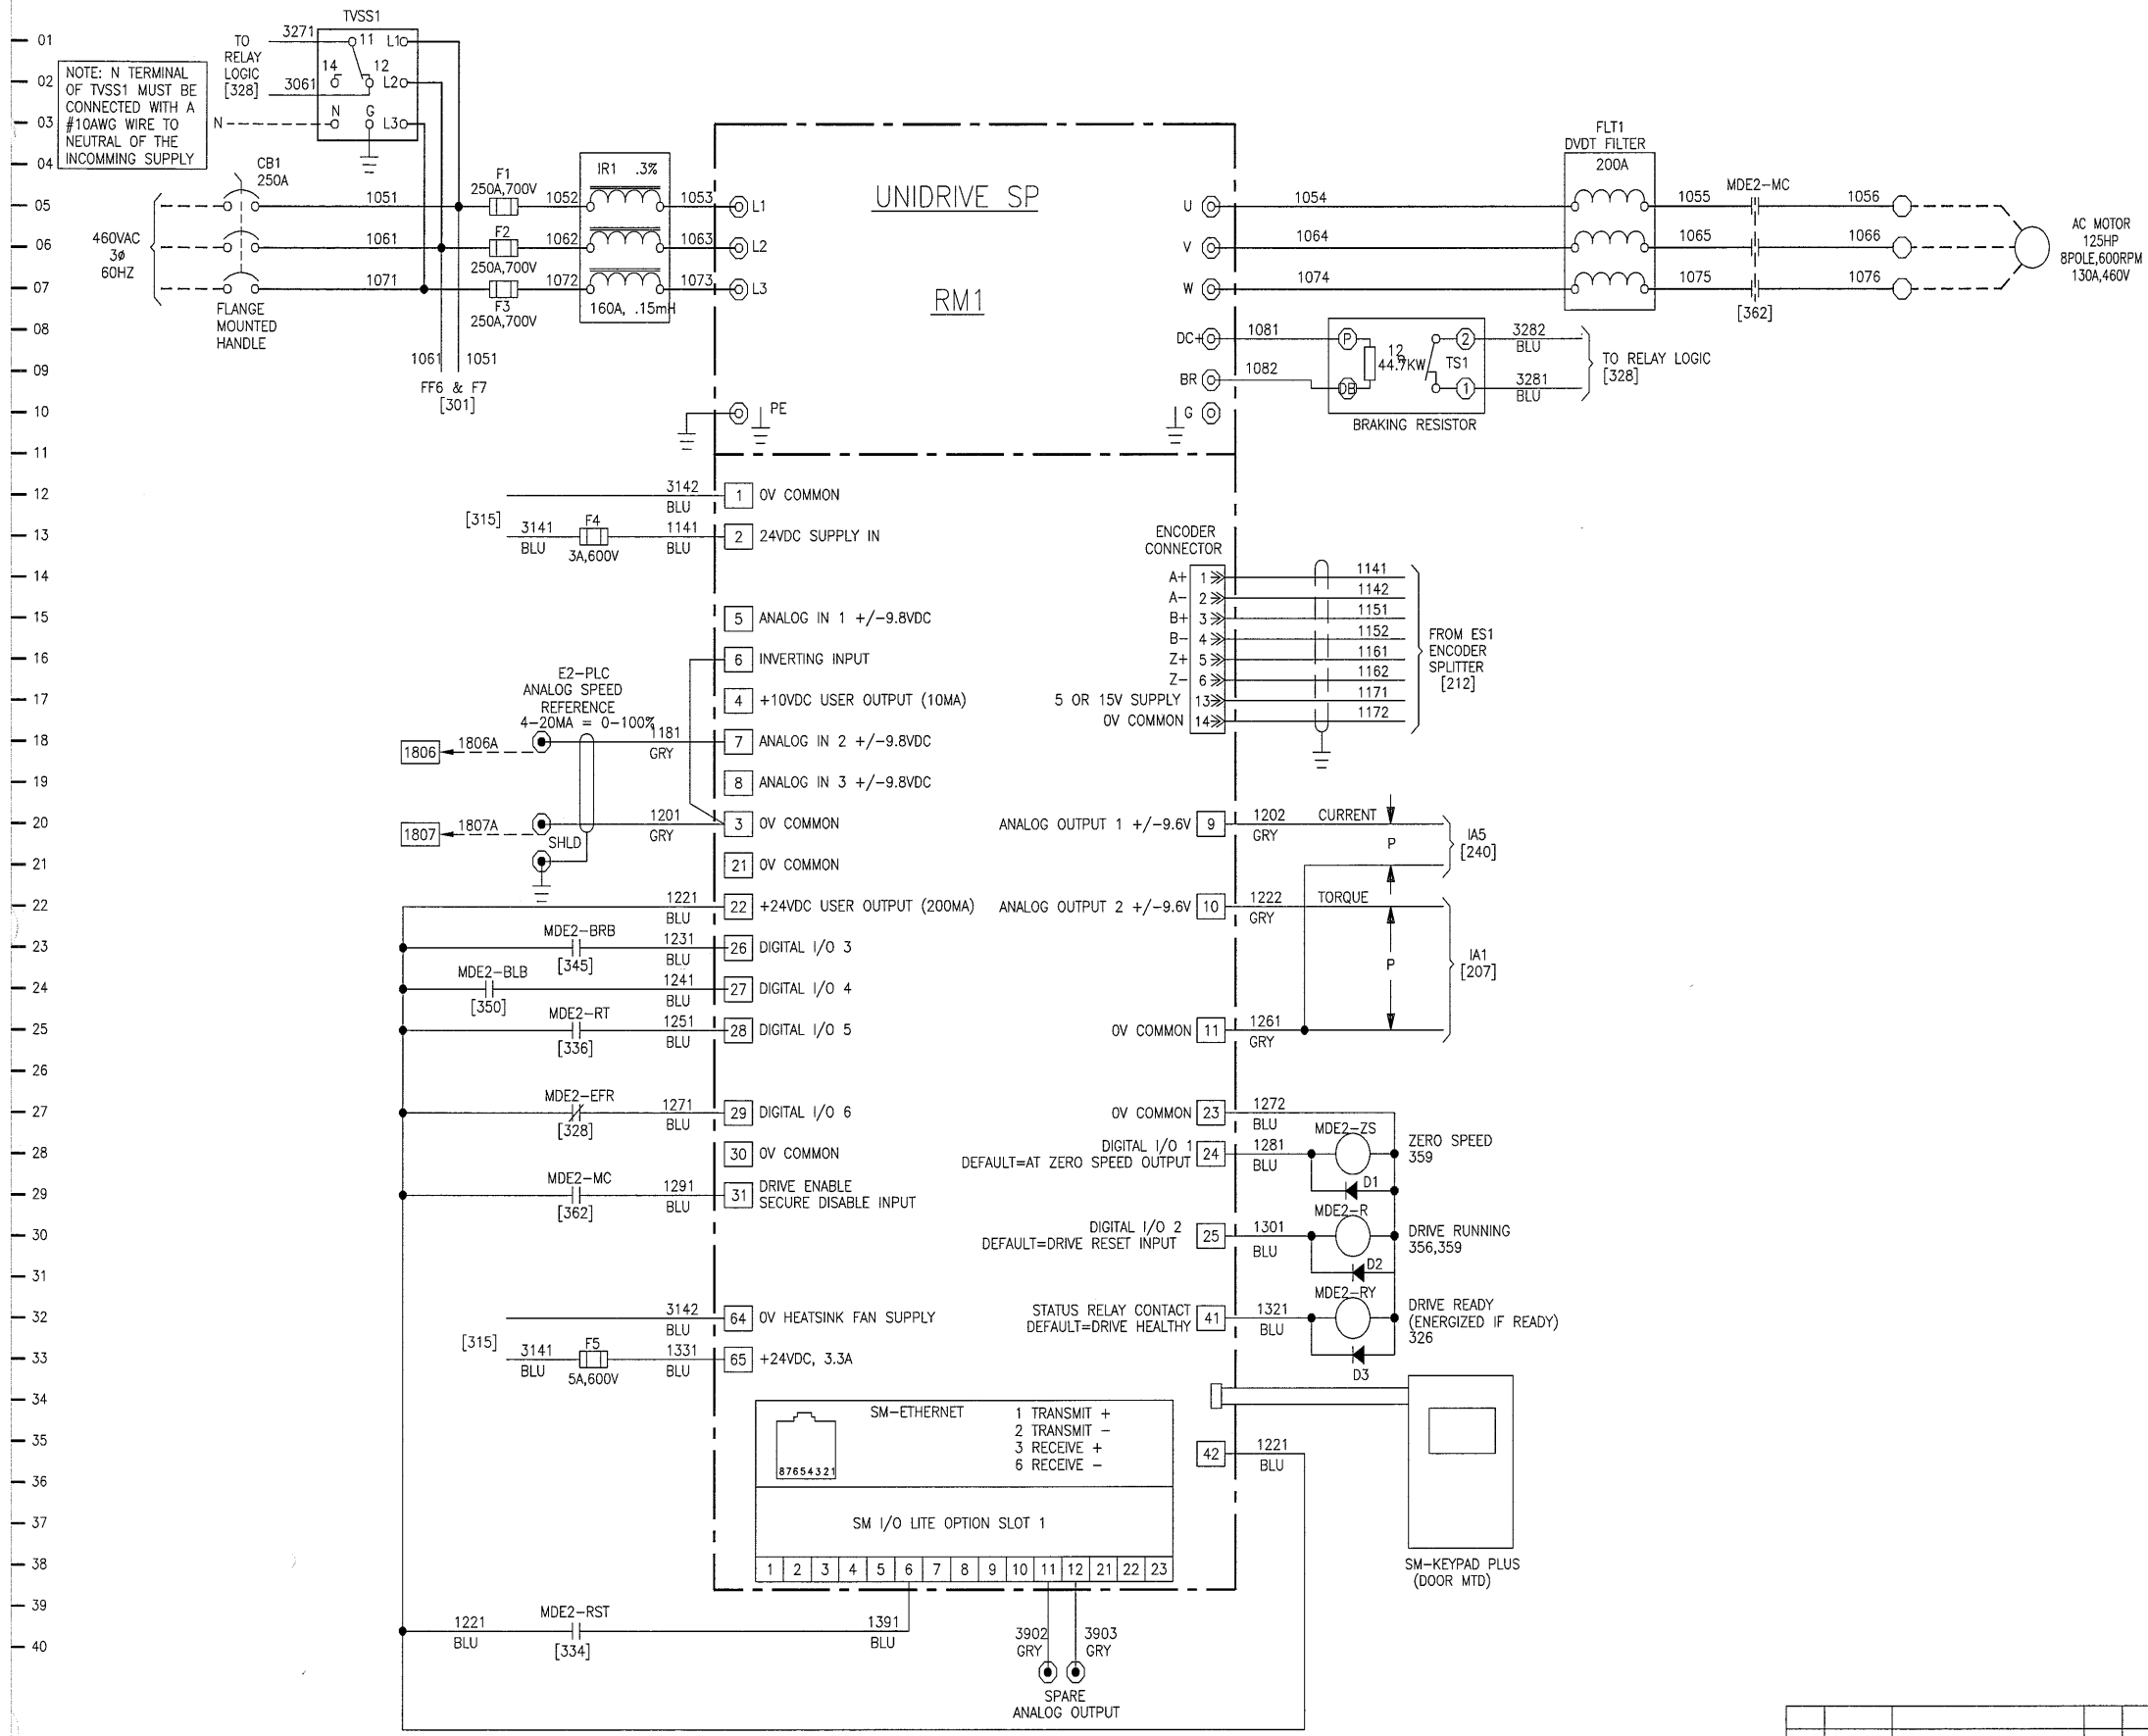 TVSS1
01
TO
RELAY
LOGIC
[328]
3271
11
L1
02
NOTE: N TERMINAL
OF TVSS1 MUST BE
CONNECTED WITH A
#10AWG WIRE TO
NEUTRAL OF THE
INCOMMING SUPPLY
3061
14
12
L2
03
N
N
G
L3
04
CB1
250A
F1
250A,700V
IR1 .3%
FLT1
DVDT FILTER
200A
05
1051
1052
1053
L1
UNIDRIVE SP
U
1054
1055
MDE2-MC
1056
06
460VAC
3ø
60HZ
1061
F2
250A,700V
1062
1063
L2
V
1064
1065
1066
AC MOTOR
125HP
8POLE,600RPM
130A,460V
07
1071
F3
250A,700V
1072
160A, .15mH
1073
L3
RM1
W
1074
1075
1076
[362]
FLANGE
MOUNTED
HANDLE
08
DC+
1081
P
2
3282
BLU
09
1061
1051
FF6 & F7
[301]
12
44.7KW
TS1
TO RELAY LOGIC
[328]
BR
1082
DB
1
3281
BLU
10
PE
G
BRAKING RESISTOR
11
12
3142
BLU
1
0V COMMON
13
[315]
3141
BLU
F4
3A,600V
1141
BLU
2
24VDC SUPPLY IN
ENCODER
CONNECTOR
14
A+ 1 1141
A- 2 1142
15
5
ANALOG IN 1 +/-9.8VDC
B+ 3 1151
B- 4 1152
16
6
INVERTING INPUT
Z+ 5 1161
Z- 6 1162
FROM ES1
ENCODER
SPLITTER
[212]
17
E2-PLC
ANALOG SPEED
REFERENCE
4-20MA = 0-100%
4
+10VDC USER OUTPUT (10MA)
5 OR 15V SUPPLY 13 1171
0V COMMON 14 1172
18
1806
1806A
1181
GRY
7
ANALOG IN 2 +/-9.8VDC
19
8
ANALOG IN 3 +/-9.8VDC
20
1807
1807A
SHLD
1201
GRY
3
0V COMMON
ANALOG OUTPUT 1 +/-9.6V
9
1202
GRY
CURRENT
P
IA5
[240]
21
21
0V COMMON
22
1221
BLU
22
+24VDC USER OUTPUT (200MA)
ANALOG OUTPUT 2 +/-9.6V
10
1222
GRY
TORQUE
P
IA1
[207]
23
MDE2-BRB
[345]
1231
BLU
26
DIGITAL I/O 3
24
MDE2-BLB
[350]
1241
BLU
27
DIGITAL I/O 4
25
MDE2-RT
[336]
1251
BLU
28
DIGITAL I/O 5
0V COMMON
11
1261
GRY
26
27
MDE2-EFR
[328]
1271
BLU
29
DIGITAL I/O 6
0V COMMON
23
1272
BLU
28
30
0V COMMON
DIGITAL I/O 1
DEFAULT=AT ZERO SPEED OUTPUT
24
1281
BLU
MDE2-ZS
D1
ZERO SPEED
359
29
MDE2-MC
[362]
1291
BLU
31
DRIVE ENABLE
SECURE DISABLE INPUT
30
DIGITAL I/O 2
DEFAULT=DRIVE RESET INPUT
25
1301
BLU
MDE2-R
D2
DRIVE RUNNING
356,359
31
32
3142
BLU
64
0V HEATSINK FAN SUPPLY
STATUS RELAY CONTACT
DEFAULT=DRIVE HEALTHY
41
1321
BLU
MDE2-RY
D3
DRIVE READY
(ENERGIZED IF READY)
326
33
[315]
3141
BLU
F5
5A,600V
1331
BLU
65
+24VDC, 3.3A
34
SM-ETHERNET
1 TRANSMIT +
2 TRANSMIT -
3 RECEIVE +
6 RECEIVE -
35
87654321
42
1221
BLU
36
37
SM I/O LITE OPTION SLOT 1
38
1 2 3 4 5 6 7 8 9 10 11 12 21 22 23
SM-KEYPAD PLUS
(DOOR MTD)
39
1221
BLU
MDE2-RST
[334]
1391
BLU
40
3902
GRY
3903
GRY
SPARE
ANALOG OUTPUT